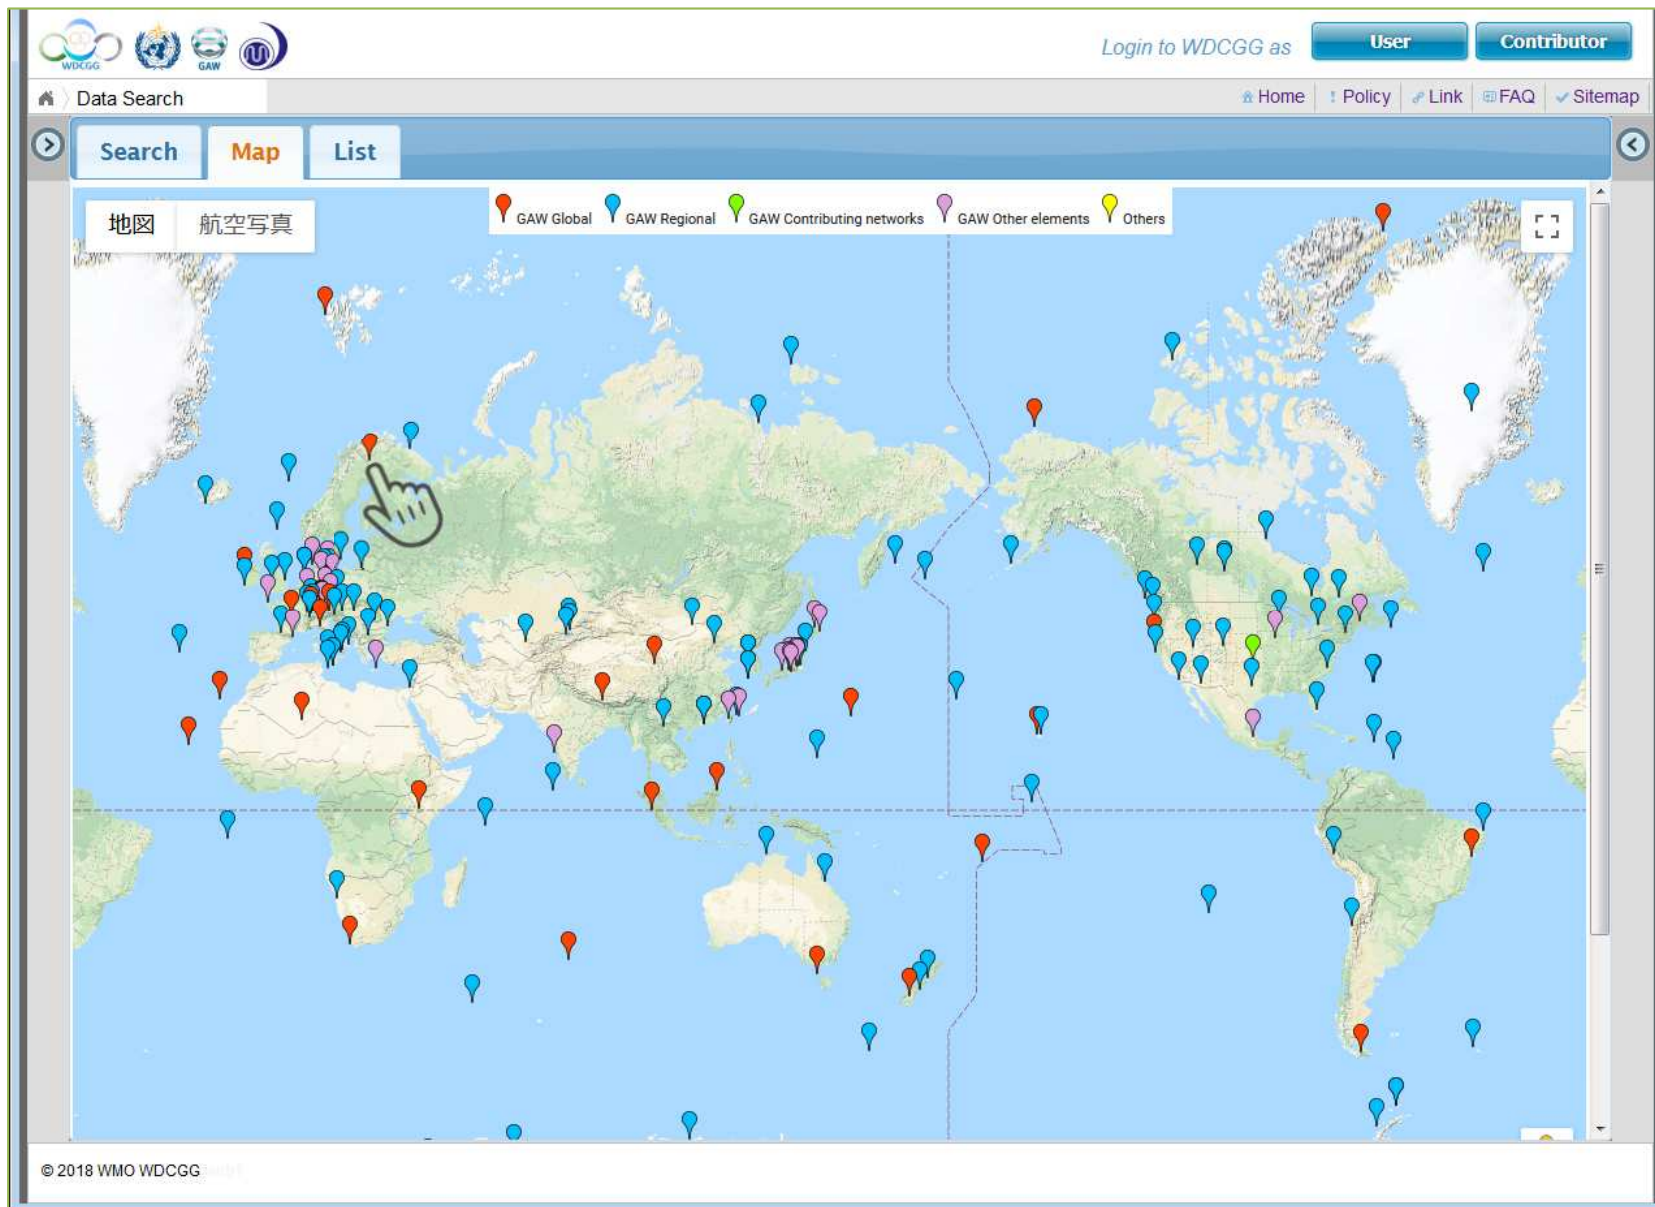 WDCGG
GAW
Login to WDCGG as
User
Contributor
Data Search
Home
Policy
Link
FAQ
Sitemap
Search
Map
List
地図
航空写真
GAW Global
GAW Regional
GAW Contributing networks
GAW Other elements
Others
© 2018 WMO WDCGG